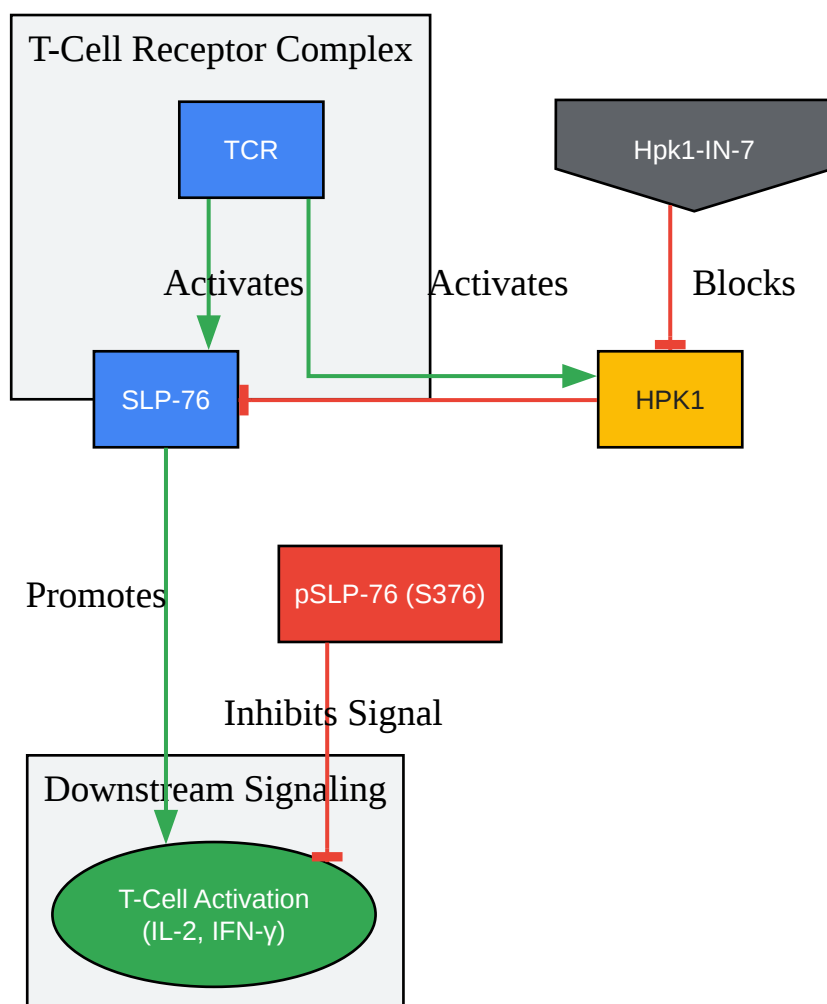 T-Cell Receptor Complex
TCR
Hpk1-IN-7
Activates
Activates
Blocks
SLP-76
HPK1
pSLP-76 (S376)
Promotes
Inhibits Signal
Downstream Signaling
T-Cell Activation
(IL-2, IFN-γ)